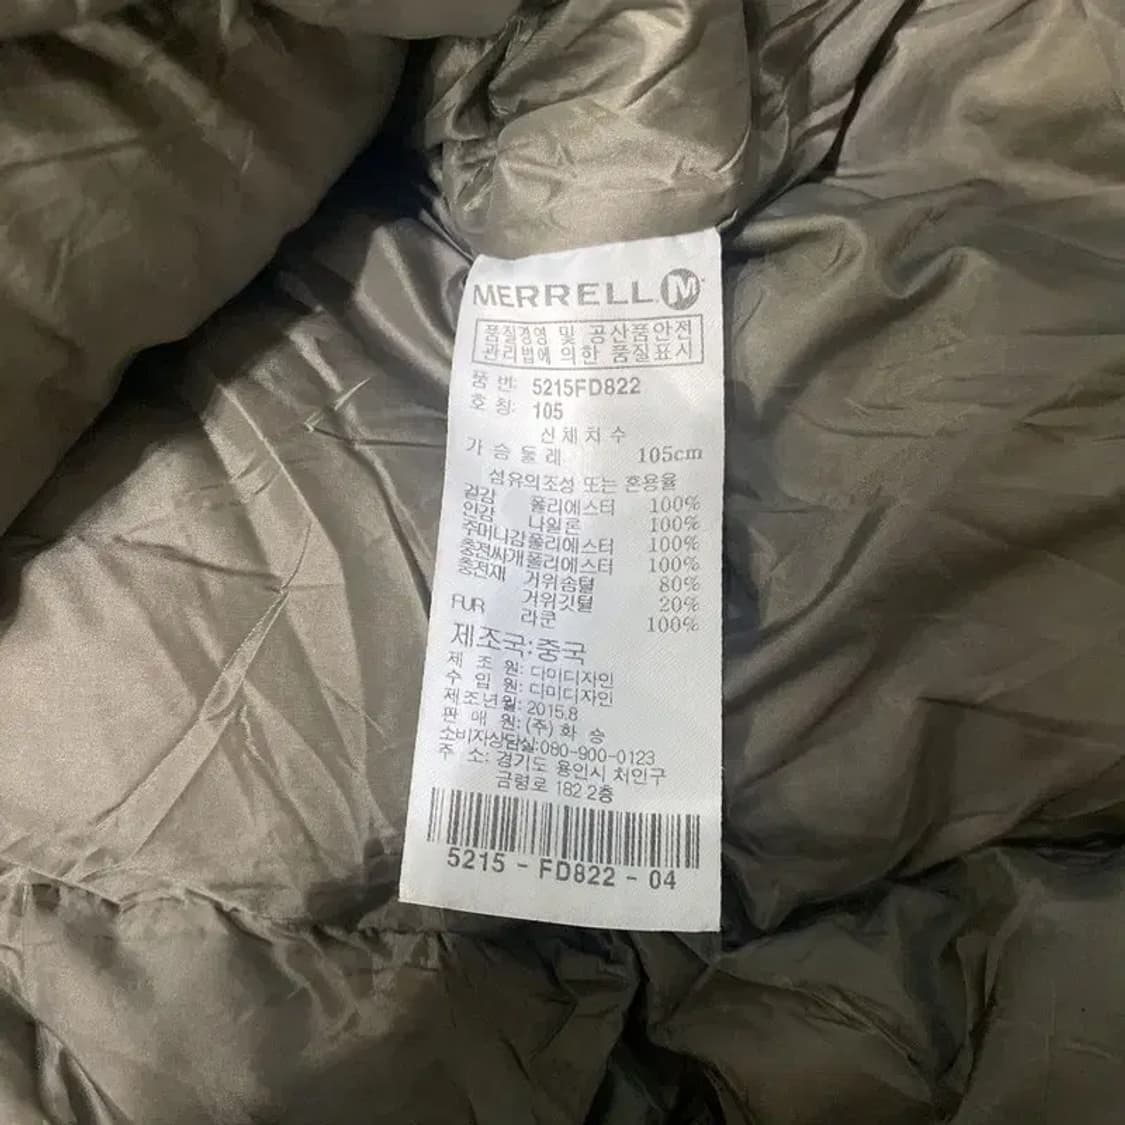 MERRELL M
품질경영 및 공산품안전
관리법에 의한 품질표시
품 번: 5215FD822
호 칭: 105
신체치수
가 슴 둘 레 105cm
섬유의조성 또는 혼용율
겉감 폴리에스터 100%
안감 나일론 100%
주머니감 폴리에스터 100%
충전싸개 폴리에스터 100%
충전재 거위솜털 80%
거위깃털 20%
FUR 라쿤 100%
제조국:중국
제 조 원: 디미디자인
수 입 원: 디미디자인
제조년월: 2015.8
판 매 원: (주) 화 승
소비자상담실:080-900-0123
주 소: 경기도 용인시 처인구
금령로 182 2층
5215 - FD822 - 04